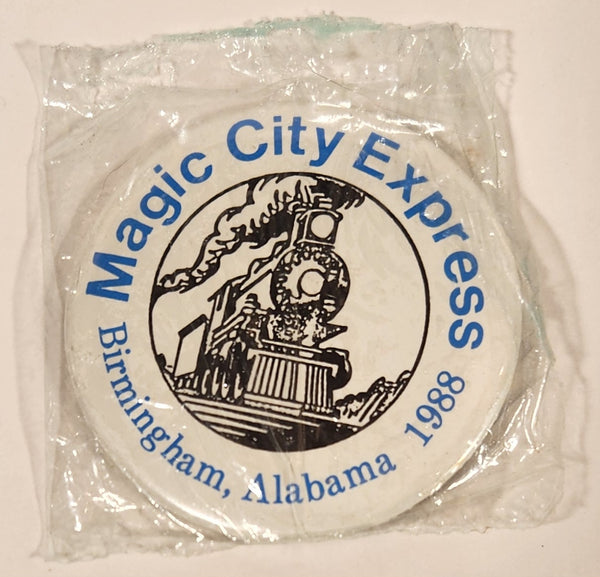 Magic City Express
Birmingham, Alabama 1988